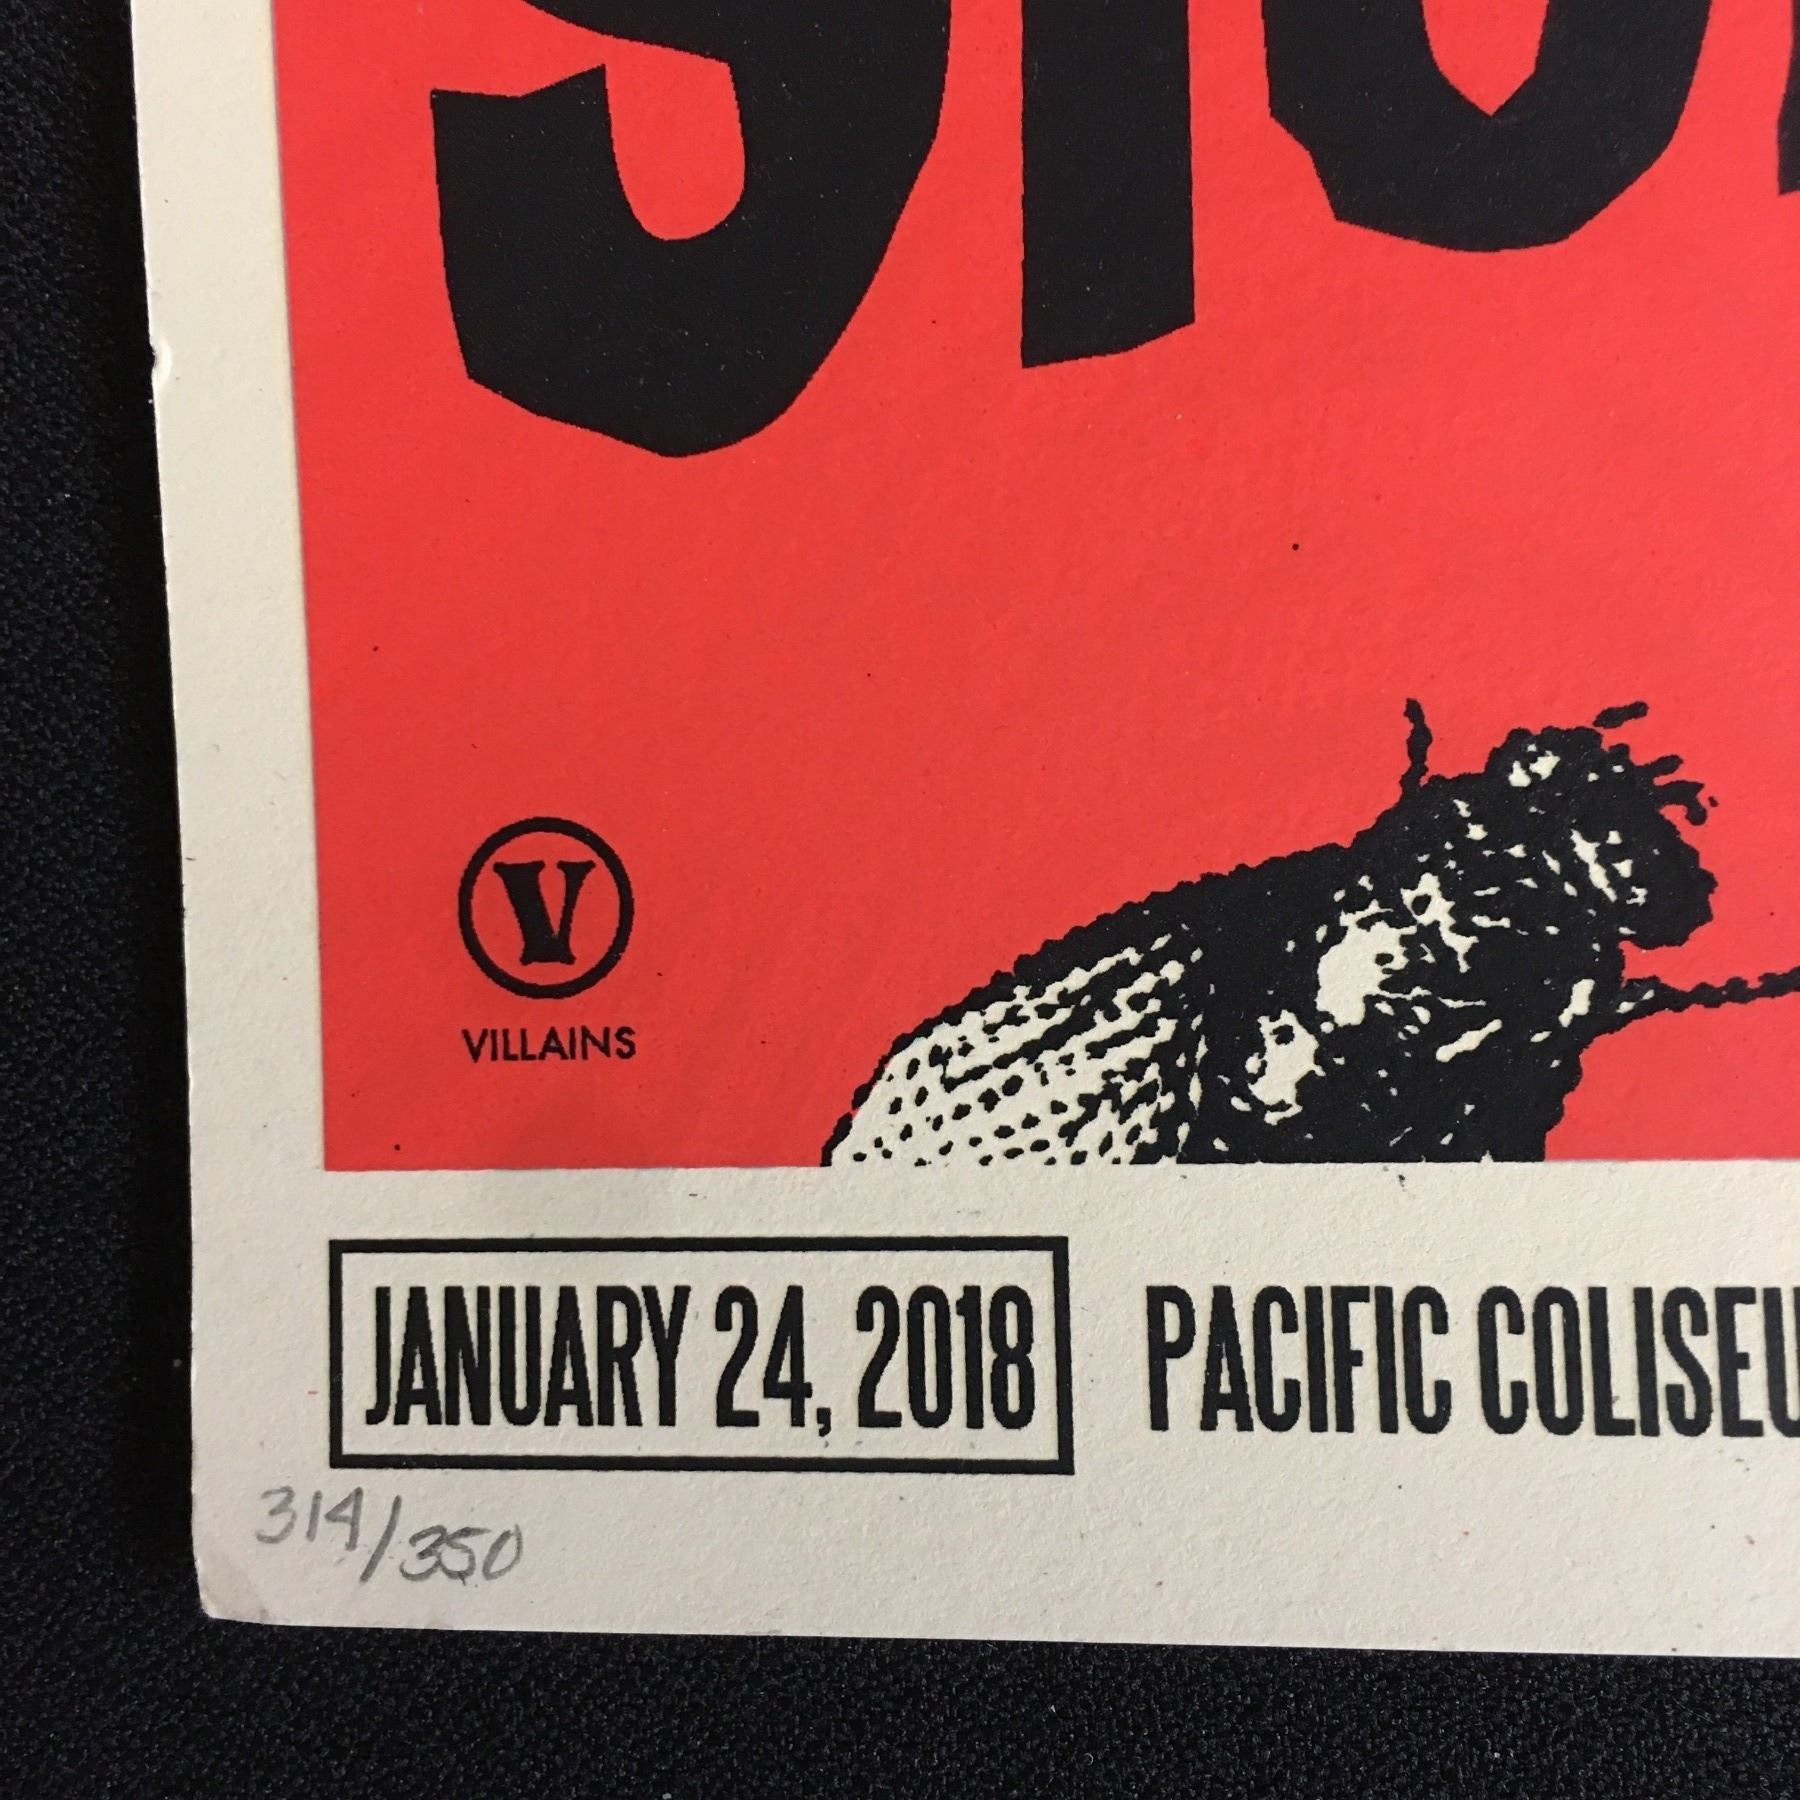 V
VILLAINS
JANUARY 24, 2018 PACIFIC COLISEU
314/350